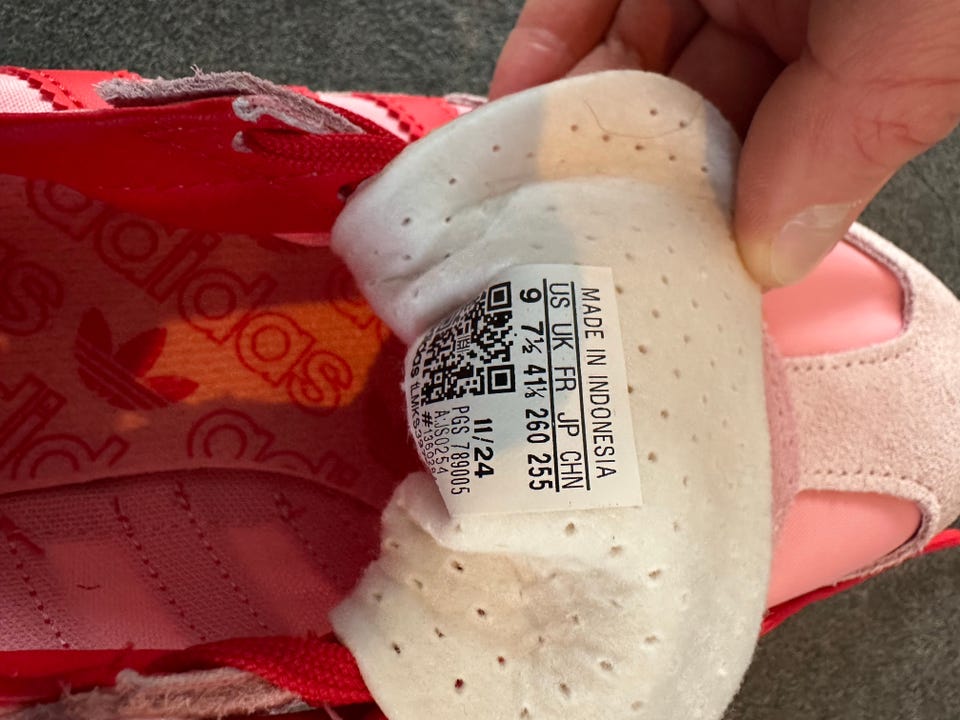 MADE IN INDONESIA
US UK FR JP CHN
9 7½ 41⅓ 260 255
11/24
PGS 789005
AJS0254
adidas
adidas